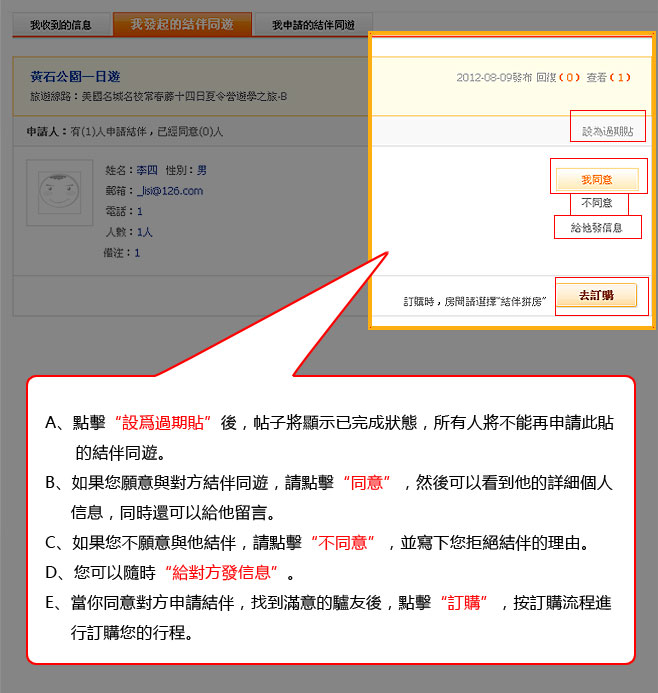 我收到的信息 我發起的結伴同遊 我申請的結伴同遊
黃石公園一日遊 2012-08-09發布 回復(0) 查看(1)
旅遊線路：美國名城名校常春藤十四日夏令營遊學之旅-B
申請人：有(1)人申請結伴，已經同意(0)人 設為過期貼
姓名：李四 性別：男 我同意
郵箱：_lisi@126.com 不同意
電話：1
人數：1人 給他發信息
備注：1
訂購時，房間請選擇“結伴拼房” 去訂購
A、點擊“設爲過期貼”後，帖子將顯示已完成狀態，所有人將不能再申請此貼
的結伴同遊。
B、如果您願意與對方結伴同遊，請點擊“同意”，然後可以看到他的詳細個人
信息，同時還可以給他留言。
C、如果您不願意與他結伴，請點擊“不同意”，並寫下您拒絕結伴的理由。
D、您可以隨時“給對方發信息”。
E、當你同意對方申請結伴，找到滿意的驢友後，點擊“訂購”，按訂購流程進
行訂購您的行程。